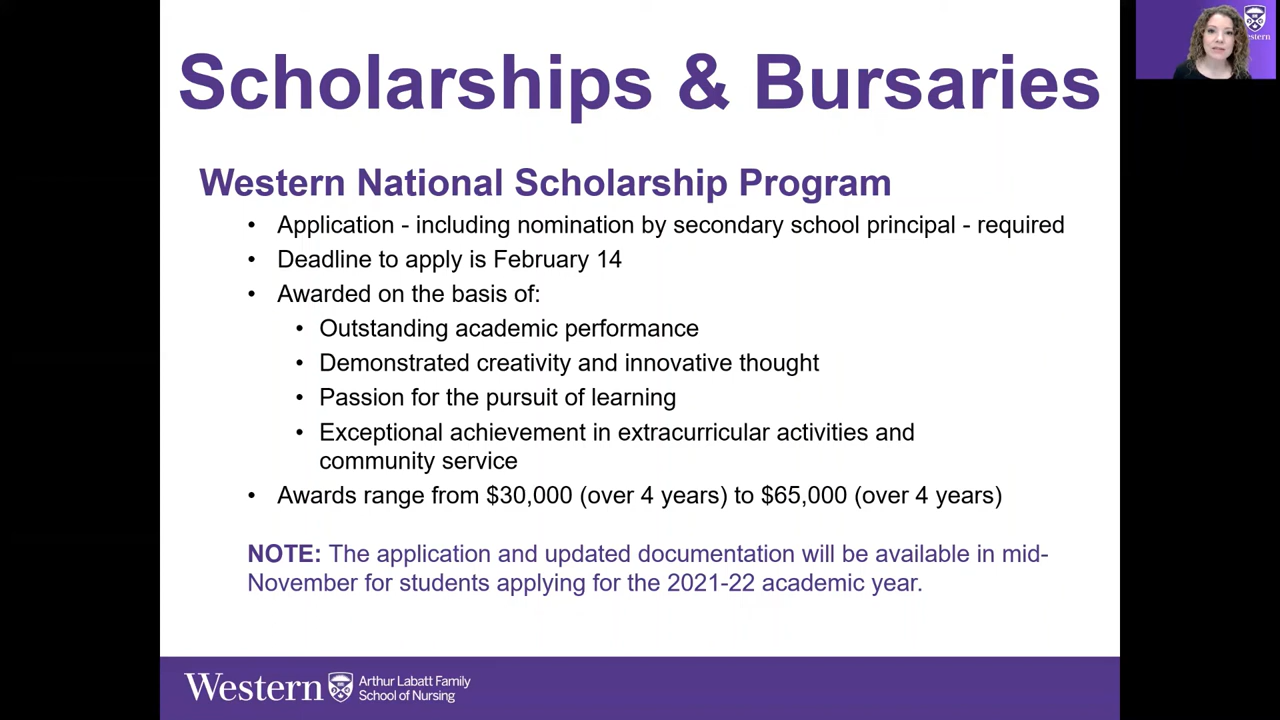 Scholarships & Bursaries
Western National Scholarship Program
• Application - including nomination by secondary school principal - required
• Deadline to apply is February 14
• Awarded on the basis of:
• Outstanding academic performance
• Demonstrated creativity and innovative thought
• Passion for the pursuit of learning
• Exceptional achievement in extracurricular activities and
community service
• Awards range from $30,000 (over 4 years) to $65,000 (over 4 years)
NOTE: The application and updated documentation will be available in mid-
November for students applying for the 2021-22 academic year.
Western
Arthur Labatt Family
School of Nursing